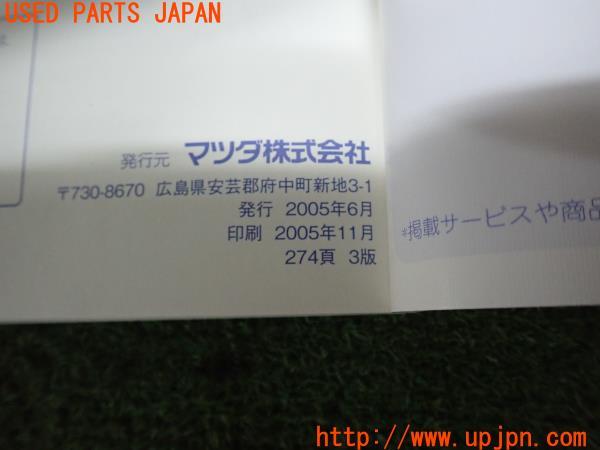 USED PARTS JAPAN
発行元 マツダ株式会社
〒730-8670 広島県安芸郡府中町新地3-1
発行 2005年6月
印刷 2005年11月
274頁 3版
*掲載サービスや商品
http://www.upjpn.com/